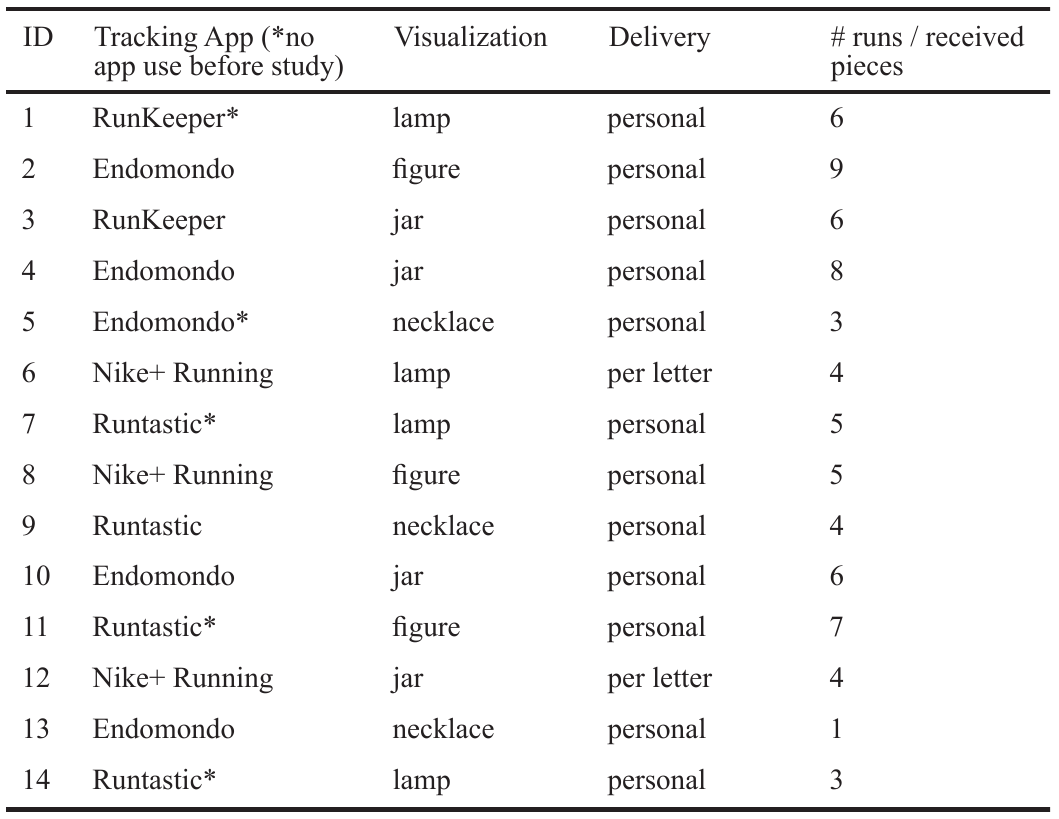 ID Tracking App (*no Visualization Delivery # runs / received
app use before study) pieces
1 RunKeeper* lamp personal 6
2 Endomondo figure personal 9
3 RunKeeper jar personal 6
4 Endomondo jar personal 8
5 Endomondo* necklace personal 3
6 Nike+ Running lamp per letter 4
7 Runtastic* lamp personal 5
8 Nike+ Running figure personal 5
9 Runtastic necklace personal 4
10 Endomondo jar personal 6
11 Runtastic* figure personal 7
12 Nike+ Running jar per letter 4
13 Endomondo necklace personal 1
14 Runtastic* lamp personal 3